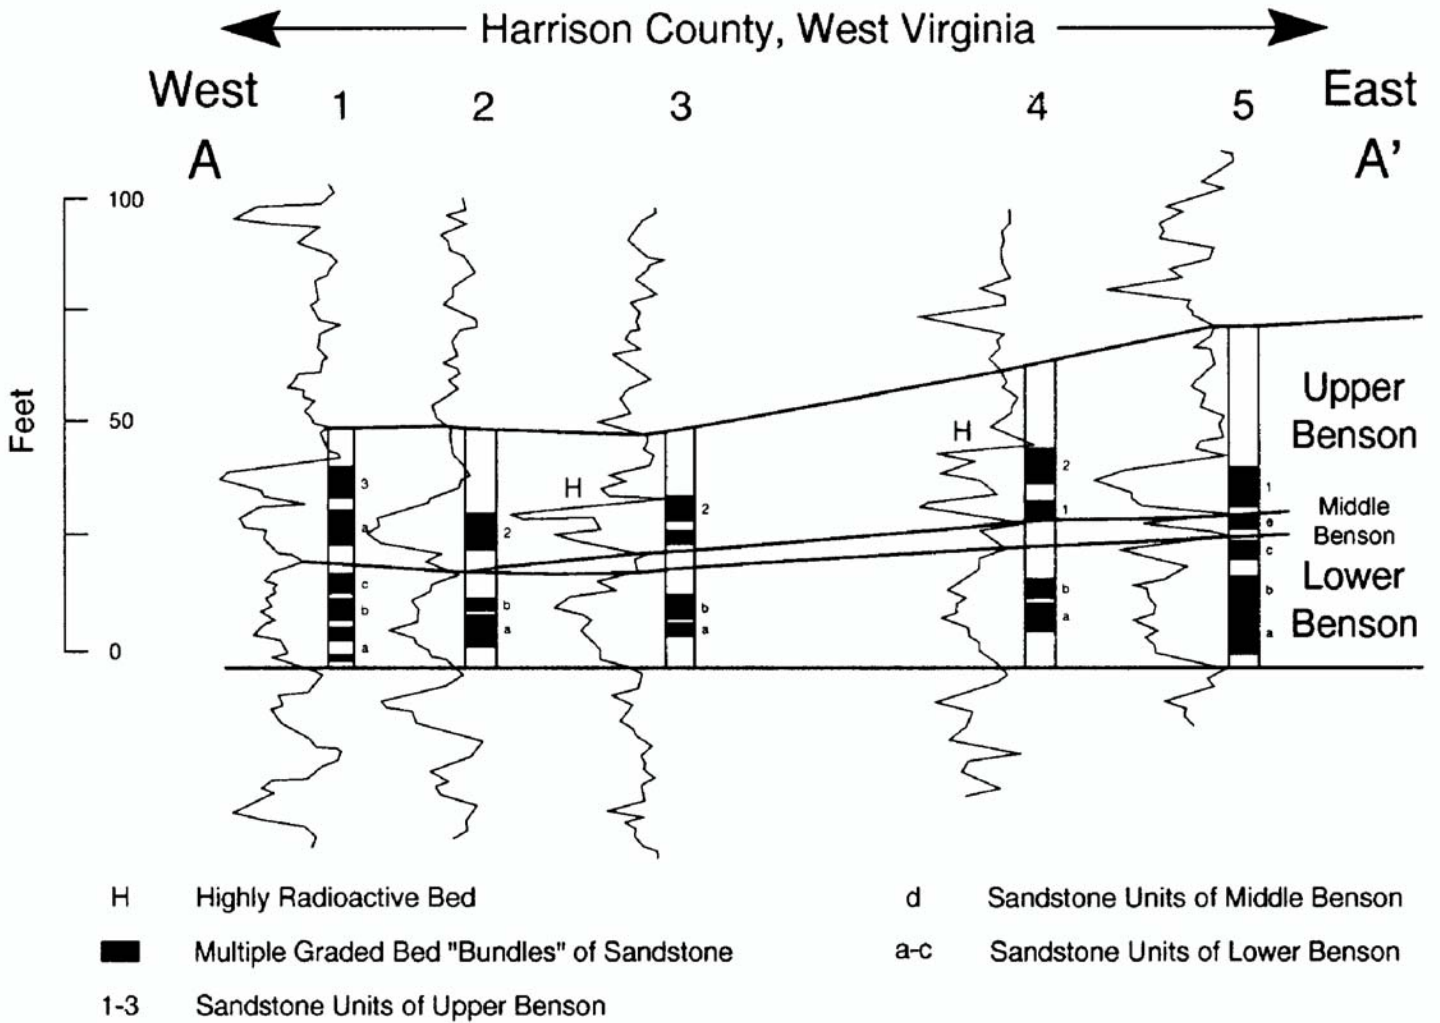 Harrison County, West Virginia
West 1 2 3 4 5 East
A A'
100
50
0
Feet
H
H
3
a
c
b
a
2
b
a
2
b
a
2
1
b
a
1
e
c
b
a
Upper
Benson
Middle
Benson
Lower
Benson
H Highly Radioactive Bed
Multiple Graded Bed "Bundles" of Sandstone
1-3 Sandstone Units of Upper Benson
d Sandstone Units of Middle Benson
a-c Sandstone Units of Lower Benson